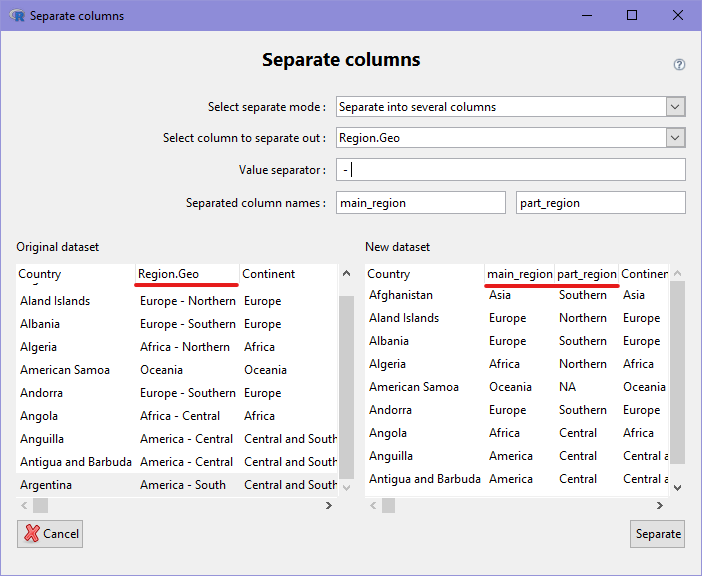 Separate columns
Separate columns
Select separate mode : Separate into several columns
Select column to separate out : Region.Geo
Value separator : -
Separated column names : main_region part_region
Original dataset New dataset
Country Region.Geo Continent Country main_region part_region Continen
Afghanistan Asia Southern Asia
Aland Islands Europe - Northern Europe Aland Islands Europe Northern Europe
Albania Europe - Southern Europe Albania Europe Southern Europe
Algeria Africa - Northern Africa Algeria Africa Northern Africa
American Samoa Oceania Oceania American Samoa Oceania NA Oceania
Andorra Europe - Southern Europe Andorra Europe Southern Europe
Angola Africa - Central Africa Angola Africa Central Africa
Anguilla America - Central Central and South Anguilla America Central Central a
Antigua and Barbuda America - Central Central and South Antigua and Barbuda America Central Central a
Argentina America - South Central and South
Cancel Separate